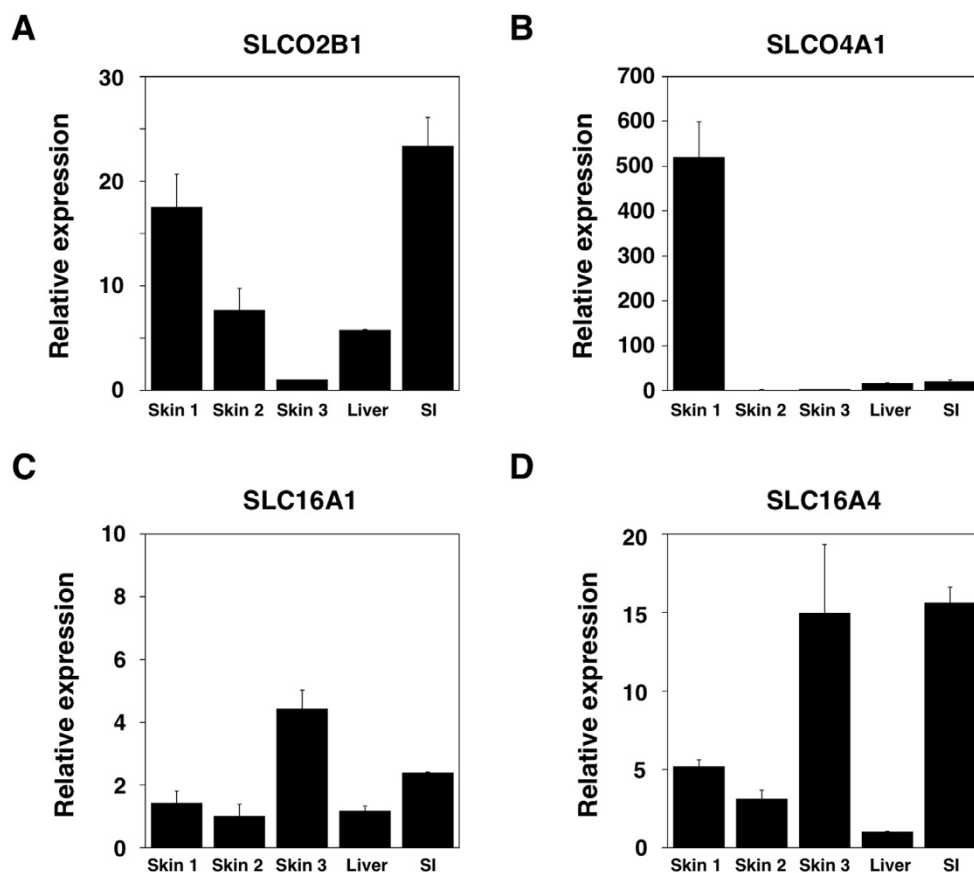 A
SLCO2B1
Relative expression
30
20
10
0
Skin 1 Skin 2 Skin 3 Liver SI
B
SLCO4A1
Relative expression
700
600
500
400
300
200
100
0
Skin 1 Skin 2 Skin 3 Liver SI
C
SLC16A1
Relative expression
10
8
6
4
2
0
Skin 1 Skin 2 Skin 3 Liver SI
D
SLC16A4
Relative expression
20
15
10
5
0
Skin 1 Skin 2 Skin 3 Liver SI